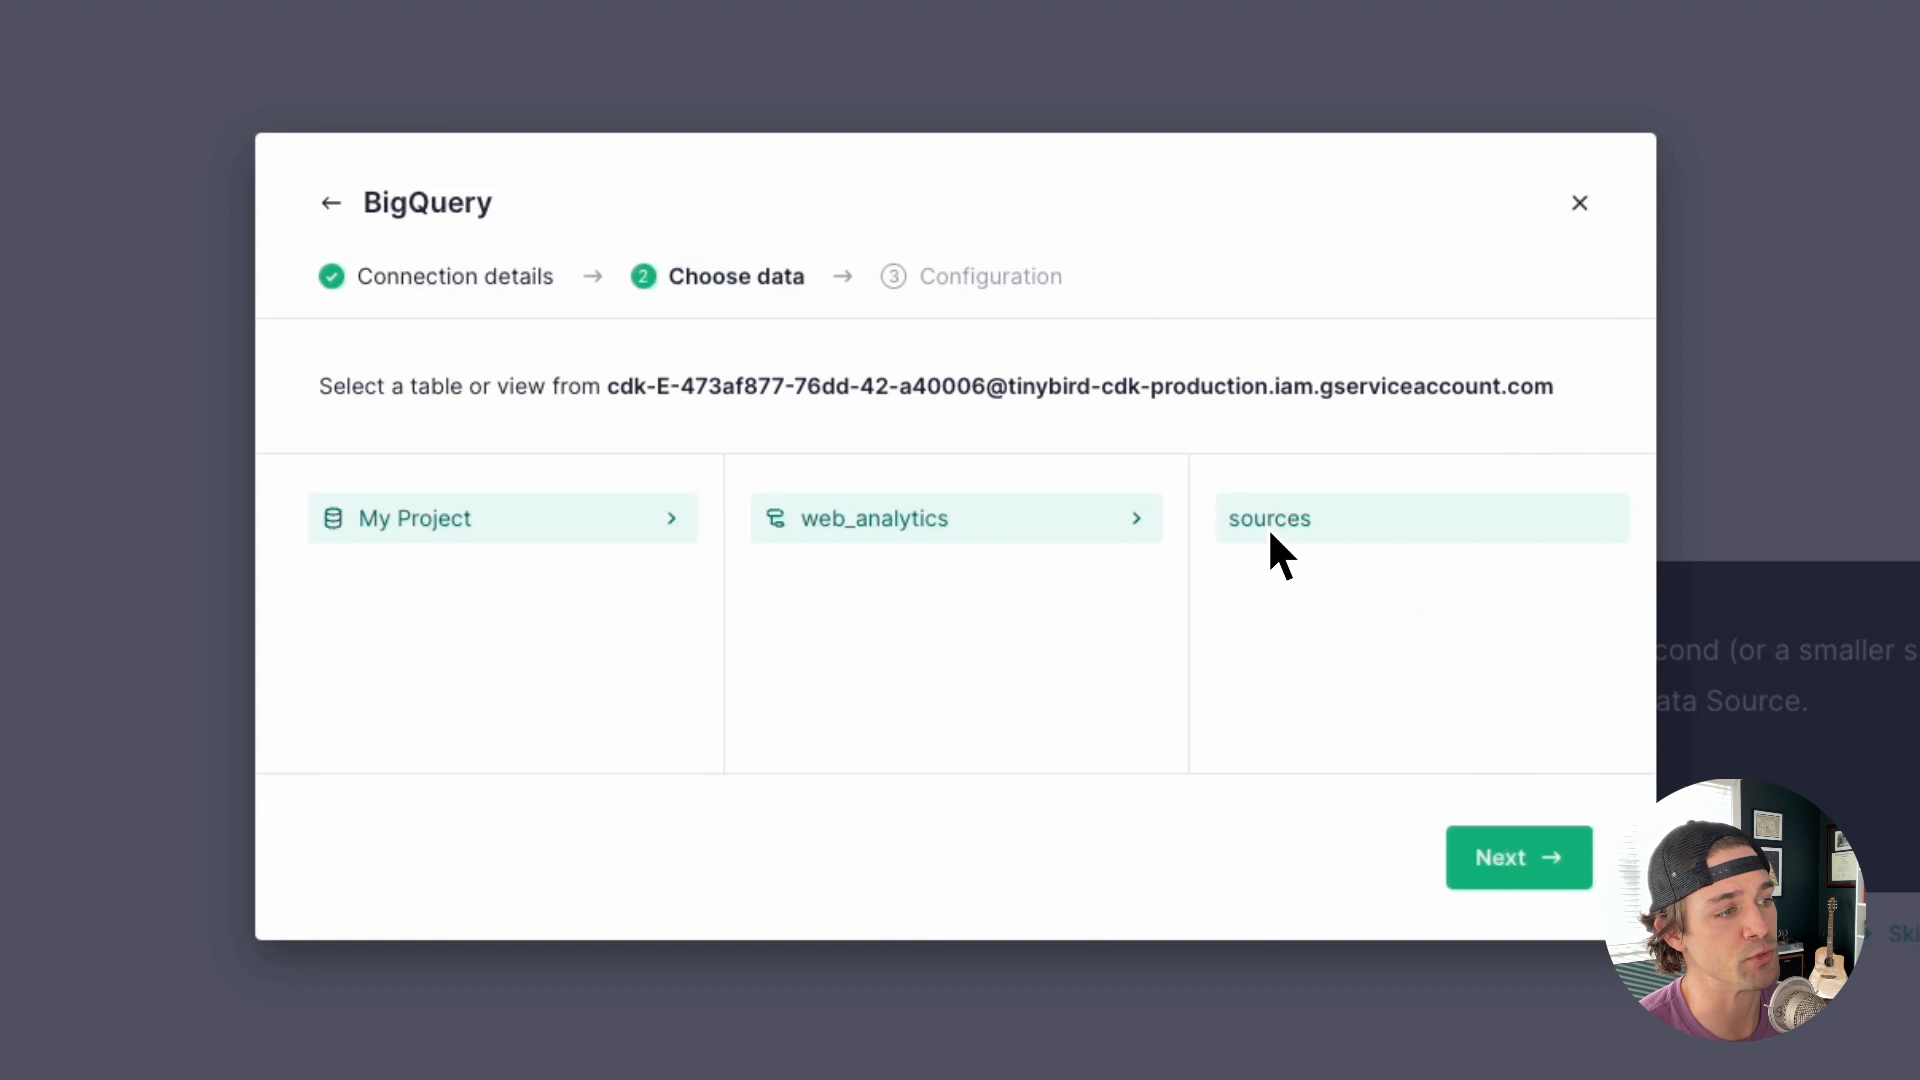 BigQuery
Connection details
2 Choose data
3 Configuration
Select a table or view from cdk-E-473af877-76dd-42-a40006@tinybird-cdk-production.iam.gserviceaccount.com
My Project
web_analytics
sources
cond (or a smaller s
ata Source.
Next
Ski